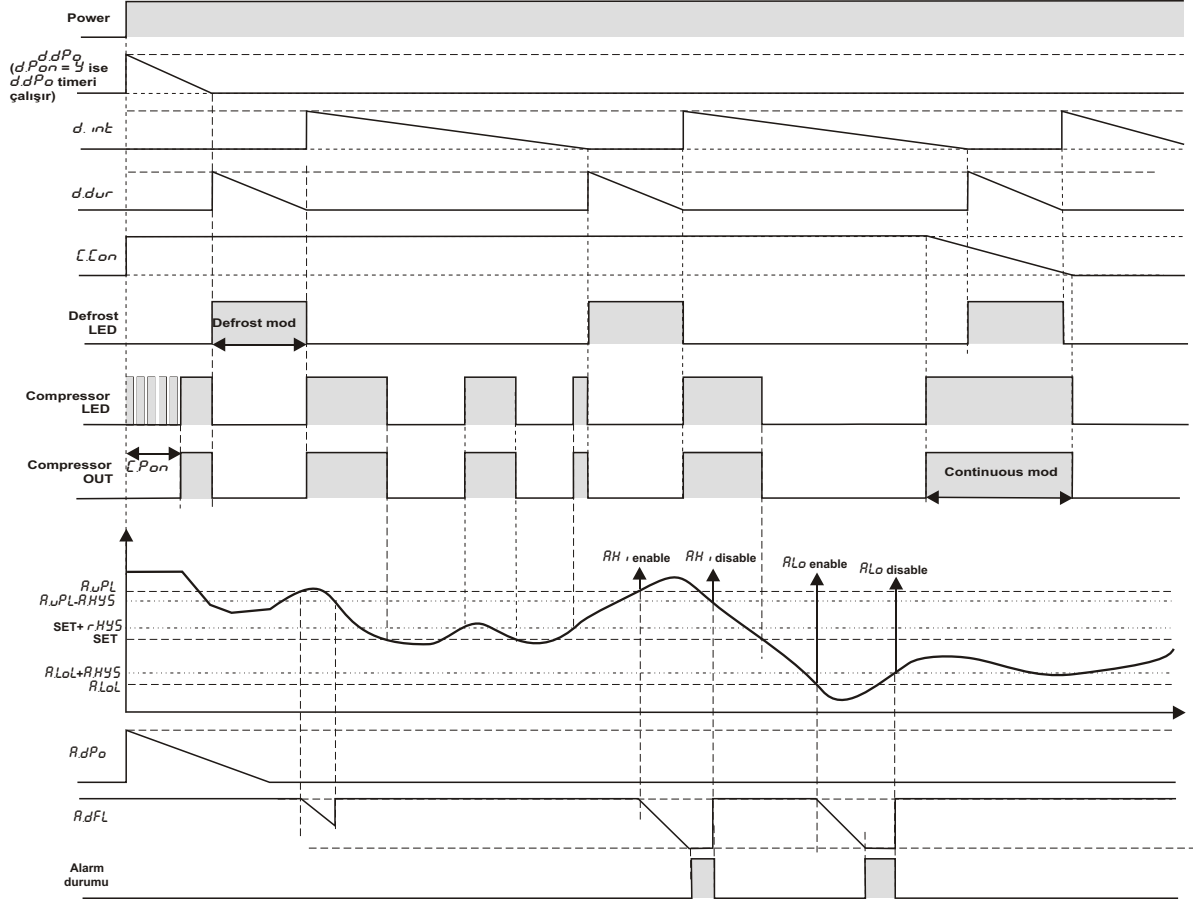 Power
d.dPo
(d.Pon = y ise
d.dPo timeri
çalışır)
d. int
d.dur
C.Con
Defrost
LED
Defrost mod
Compressor
LED
C.Pon
Compressor
OUT
Continuous mod
AH i enable
AH i disable
ALo enable
ALo disable
A.uPL
A.uPL-A.HYS
SET+ r.HYS
SET
A.LoL+A.HYS
A.LoL
A.dPo
A.dFL
Alarm
durumu